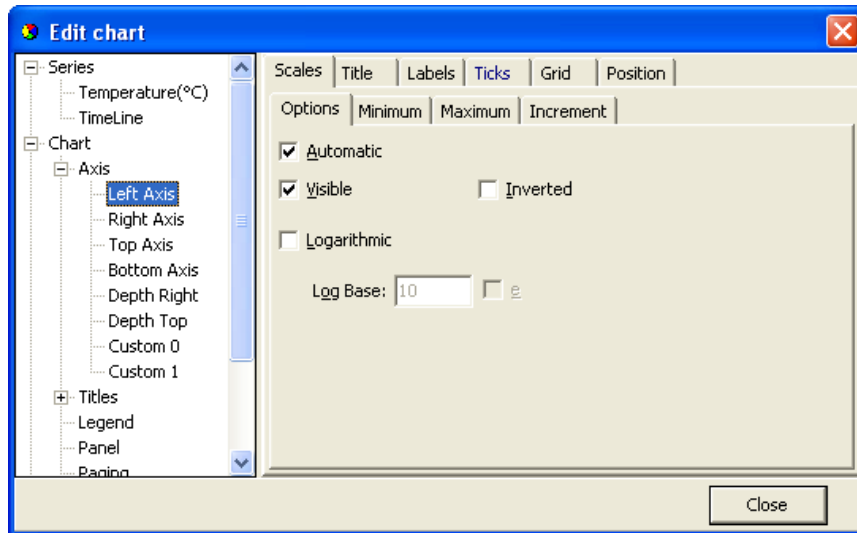 Edit chart
Series
Temperature(°C)
TimeLine
Chart
Axis
Left Axis
Right Axis
Top Axis
Bottom Axis
Depth Right
Depth Top
Custom 0
Custom 1
Titles
Legend
Panel
Paging
Scales Title Labels Ticks Grid Position
Options Minimum Maximum Increment
Automatic
Visible Inverted
Logarithmic
Log Base: 10 e
Close